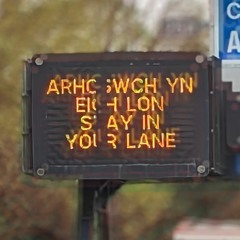 ARHOSWCH YN
EICH LON
STAY IN
YOUR LANE